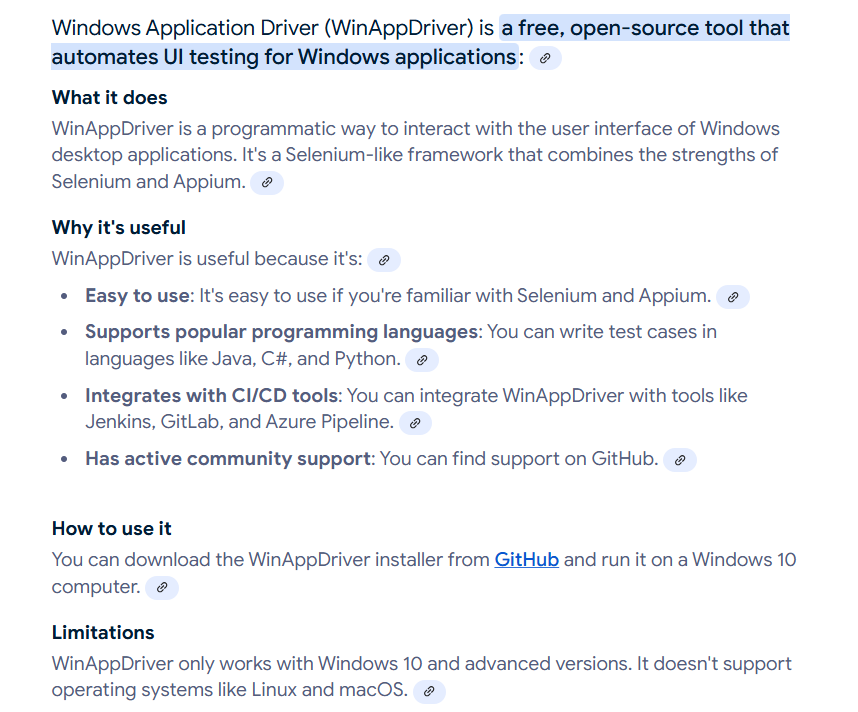 Windows Application Driver (WinAppDriver) is a free, open-source tool that
automates UI testing for Windows applications:
What it does
WinAppDriver is a programmatic way to interact with the user interface of Windows
desktop applications. It's a Selenium-like framework that combines the strengths of
Selenium and Appium.
Why it's useful
WinAppDriver is useful because it's:
• Easy to use: It's easy to use if you're familiar with Selenium and Appium.
• Supports popular programming languages: You can write test cases in
languages like Java, C#, and Python.
• Integrates with CI/CD tools: You can integrate WinAppDriver with tools like
Jenkins, GitLab, and Azure Pipeline.
• Has active community support: You can find support on GitHub.
How to use it
You can download the WinAppDriver installer from GitHub and run it on a Windows 10
computer.
Limitations
WinAppDriver only works with Windows 10 and advanced versions. It doesn't support
operating systems like Linux and macOS.